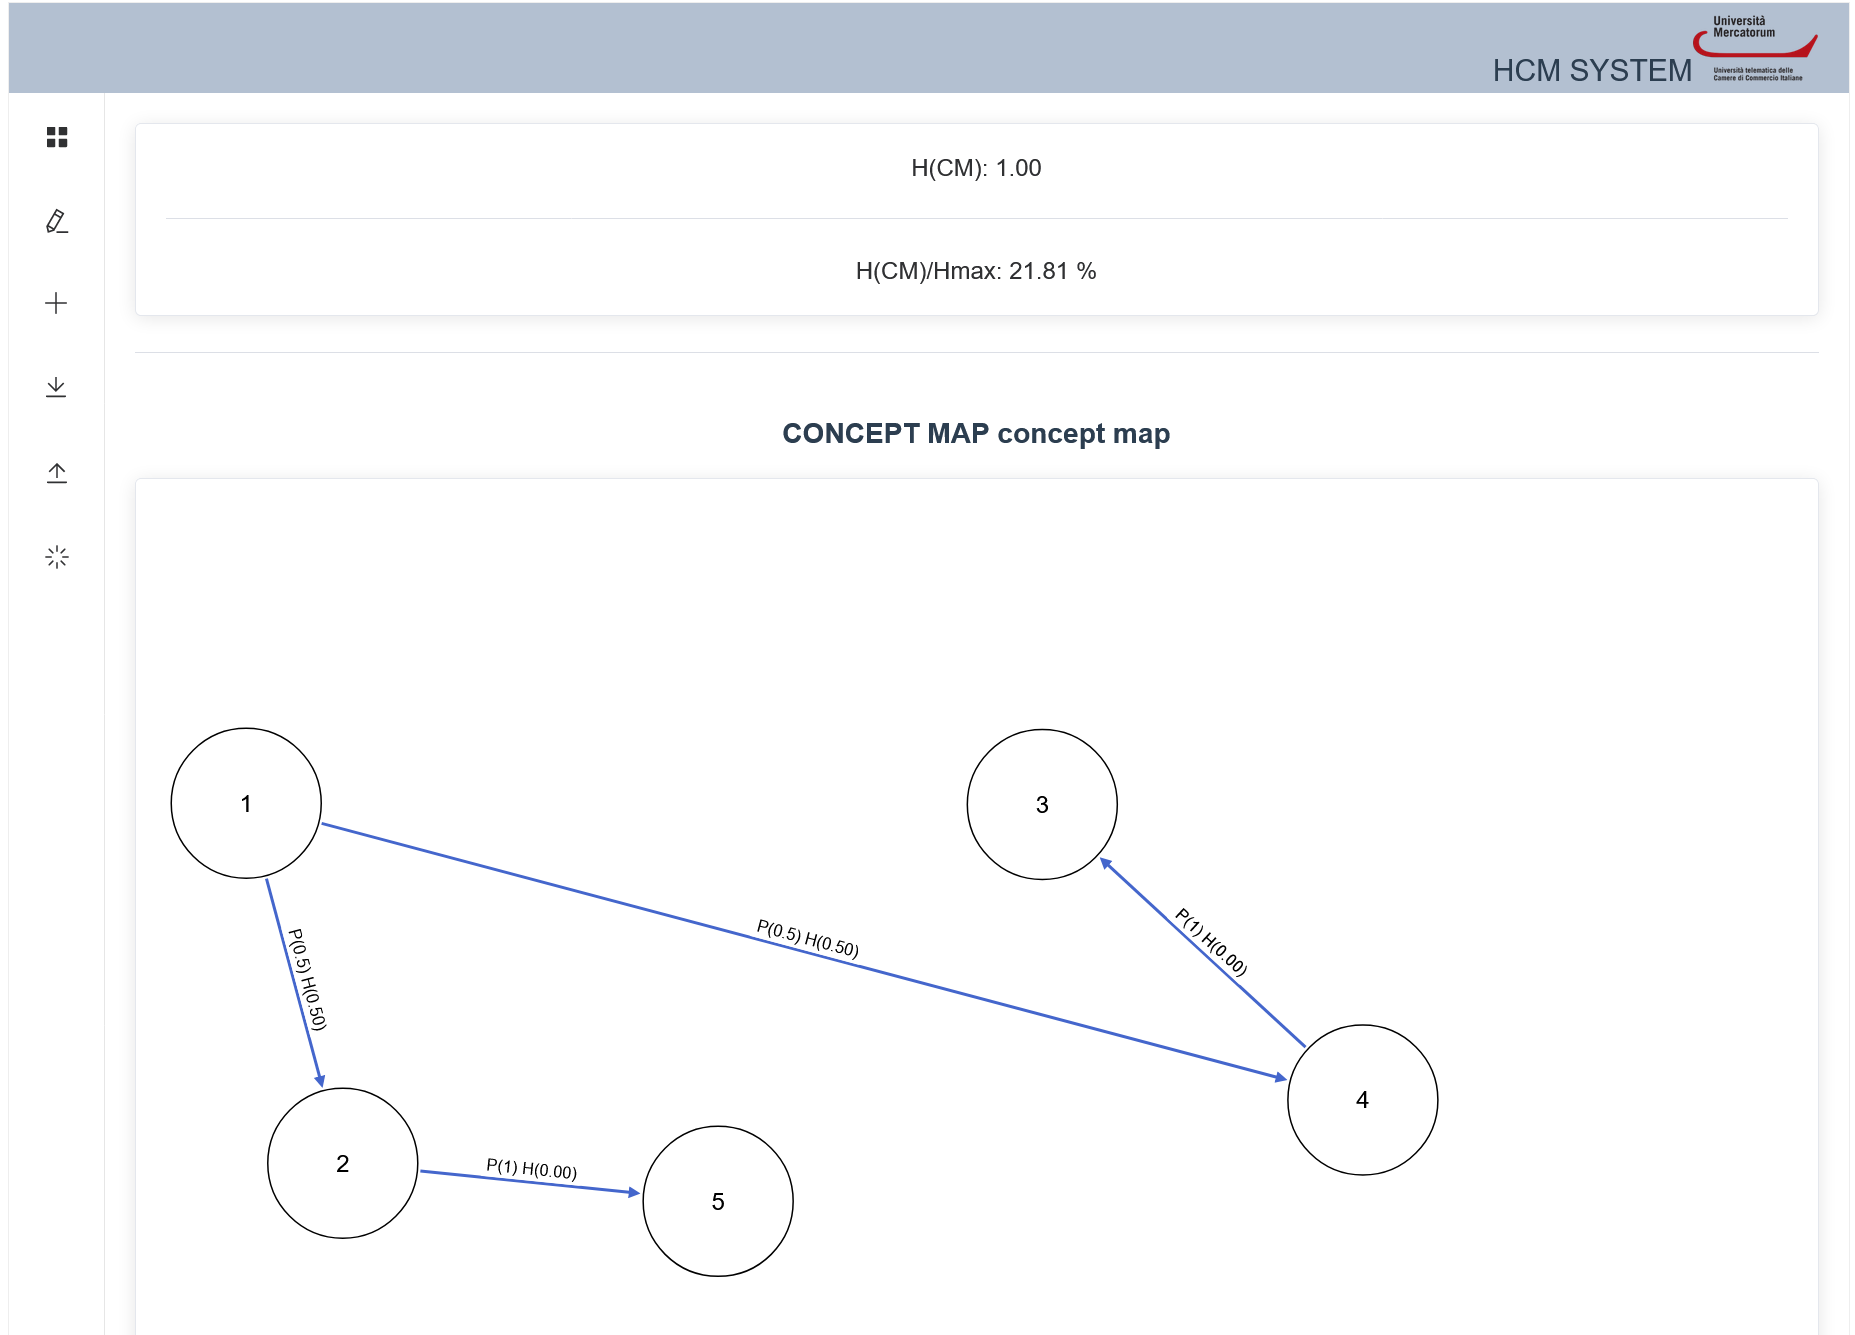 Università
Mercatorum
HCM SYSTEM
Università telematica delle
Camere di Commercio Italiane
H(CM): 1.00
H(CM)/Hmax: 21.81 %
CONCEPT MAP concept map
1
3
P(0.5) H(0.50)
P(1) H(0.00)
P(0.5) H(0.50)
4
2
P(1) H(0.00)
5